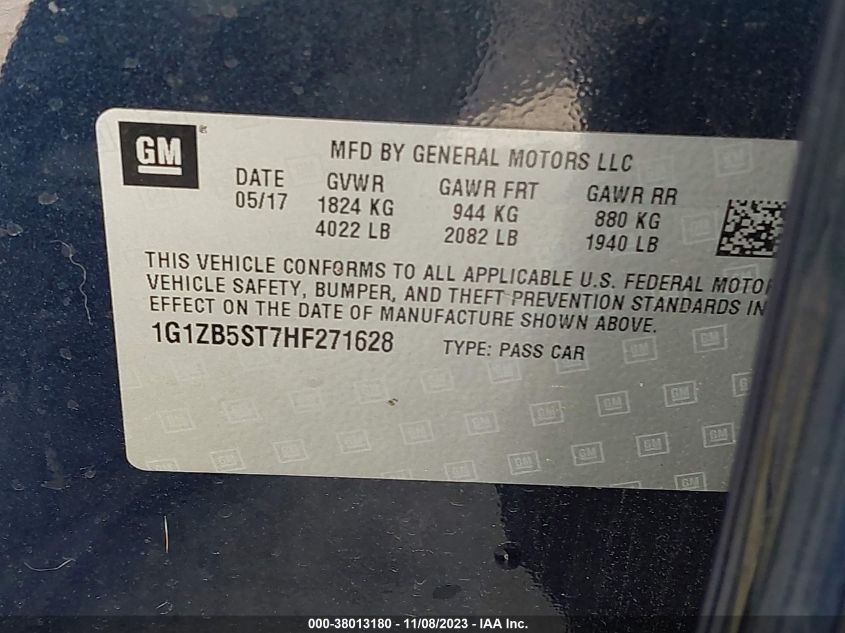 GM
MFD BY GENERAL MOTORS LLC
DATE GVWR GAWR FRT GAWR RR
05/17 1824 KG 944 KG 880 KG
4022 LB 2082 LB 1940 LB
THIS VEHICLE CONFORMS TO ALL APPLICABLE U.S. FEDERAL MOTOR
VEHICLE SAFETY, BUMPER, AND THEFT PREVENTION STANDARDS IN
EFFECT ON THE DATE OF MANUFACTURE SHOWN ABOVE.
1G1ZB5ST7HF271628 TYPE: PASS CAR
000-38013180 - 11/08/2023 - IAA Inc.